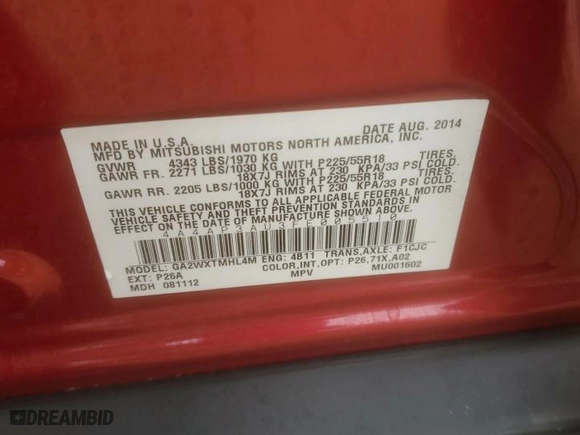 MADE IN U.S.A. DATE AUG. 2014
MFD BY MITSUBISHI MOTORS NORTH AMERICA, INC.
GVWR 4343 LBS/1970 KG
GAWR FR. 2271 LBS/1030 KG WITH P225/55R18 TIRES.
18X7J RIMS AT 230 KPA/33 PSI COLD.
GAWR RR. 2205 LBS/1000 KG WITH P225/55R18 TIRES.
18X7J RIMS AT 230 KPA/33 PSI COLD.
THIS VEHICLE CONFORMS TO ALL APPLICABLE FEDERAL MOTOR
VEHICLE SAFETY AND THEFT PREVENTION STANDARDS IN
EFFECT ON THE DATE OF MANUFACTURE SHOWN ABOVE.
4A4AP3AU3FE005510
MODEL: GA2WXTMHL4M ENG: 4B11 TRANS,AXLE: F1CJC
EXT: P26A COLOR,INT,OPT: P26,71X,A02
MDH 081112 MPV MU001602
DREAMBID